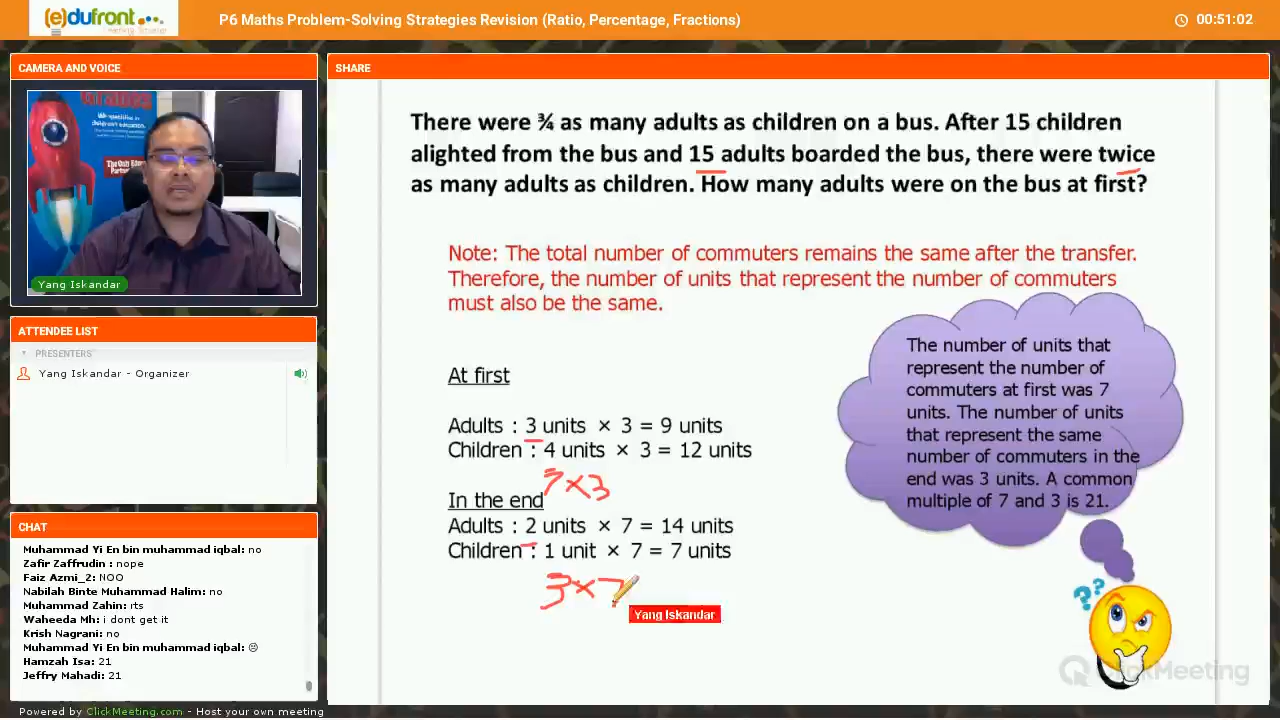 (e)dufront
P6 Maths Problem-Solving Strategies Revision (Ratio, Percentage, Fractions)
00:51:02
CAMERA AND VOICE
Yang Iskandar
ATTENDEE LIST
PRESENTERS
Yang Iskandar - Organizer
CHAT
Muhammad Yi En bin muhammad iqbal: no
Zafir Zaffrudin : nope
Faiz Azmi_2: NOO
Nabilah Binte Muhammad Halim: no
Muhammad Zahin: rts
Waheeda Mh: i dont get it
Krish Nagrani: no
Muhammad Yi En bin muhammad iqbal: ☹
Hamzah Isa: 21
Jeffry Mahadi: 21
Powered by ClickMeeting.com - Host your own meeting
SHARE
There were ¾ as many adults as children on a bus. After 15 children
alighted from the bus and 15 adults boarded the bus, there were twice
as many adults as children. How many adults were on the bus at first?
Note: The total number of commuters remains the same after the transfer.
Therefore, the number of units that represent the number of commuters
must also be the same.
At first
Adults : 3 units × 3 = 9 units
Children : 4 units × 3 = 12 units
7×3
In the end
Adults : 2 units × 7 = 14 units
Children : 1 unit × 7 = 7 units
3×7
Yang Iskandar
The number of units that
represent the number of
commuters at first was 7
units. The number of units
that represent the same
number of commuters in the
end was 3 units. A common
multiple of 7 and 3 is 21.
??
ClickMeeting